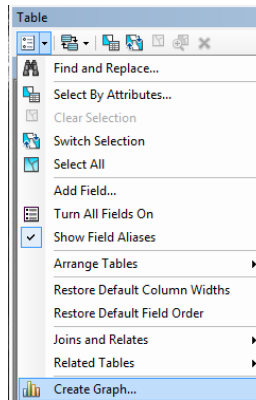 Table
Find and Replace...
Select By Attributes...
Clear Selection
Switch Selection
Select All
Add Field...
Turn All Fields On
Show Field Aliases
Arrange Tables
Restore Default Column Widths
Restore Default Field Order
Joins and Relates
Related Tables
Create Graph...